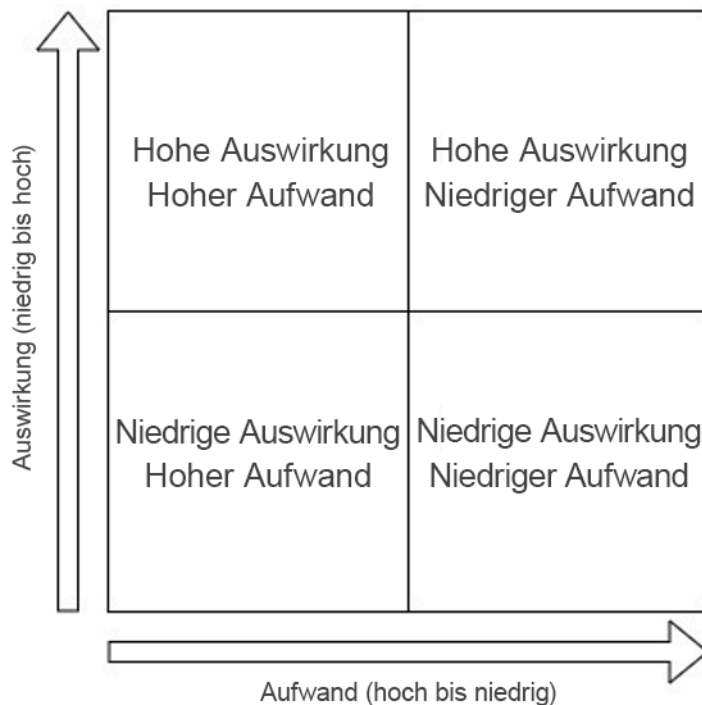 Auswirkung (niedrig bis hoch)
Hohe Auswirkung
Hoher Aufwand
Hohe Auswirkung
Niedriger Aufwand
Niedrige Auswirkung
Hoher Aufwand
Niedrige Auswirkung
Niedriger Aufwand
Aufwand (hoch bis niedrig)